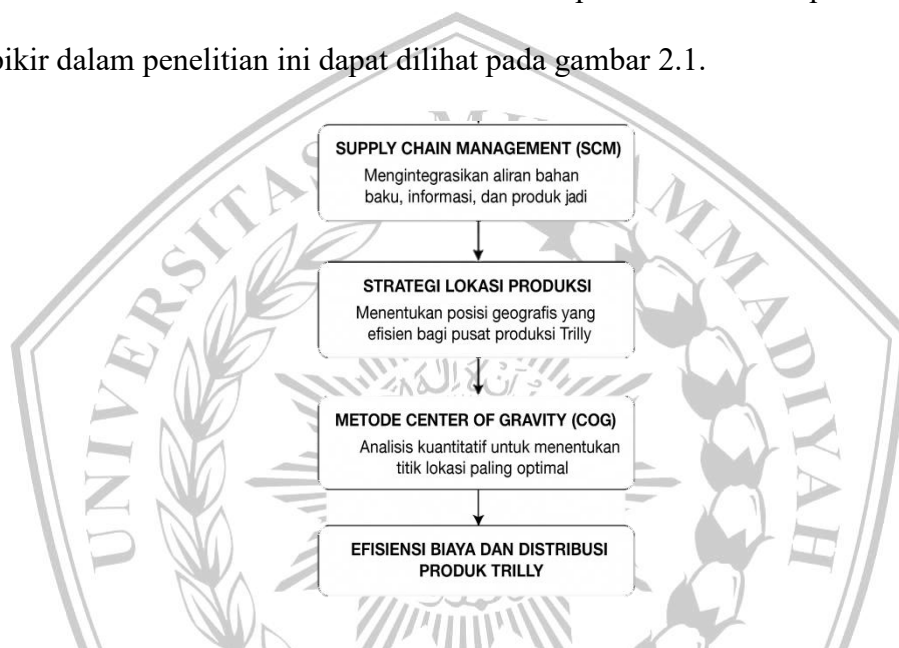 pikir dalam penelitian ini dapat dilihat pada gambar 2.1.
SUPPLY CHAIN MANAGEMENT (SCM)
Mengintegrasikan aliran bahan
baku, informasi, dan produk jadi
STRATEGI LOKASI PRODUKSI
Menentukan posisi geografis yang
efisien bagi pusat produksi Trilly
METODE CENTER OF GRAVITY (COG)
Analisis kuantitatif untuk menentukan
titik lokasi paling optimal
EFISIENSI BIAYA DAN DISTRIBUSI
PRODUK TRILLY
UNIVERSITAS MUHAMMADIYAH